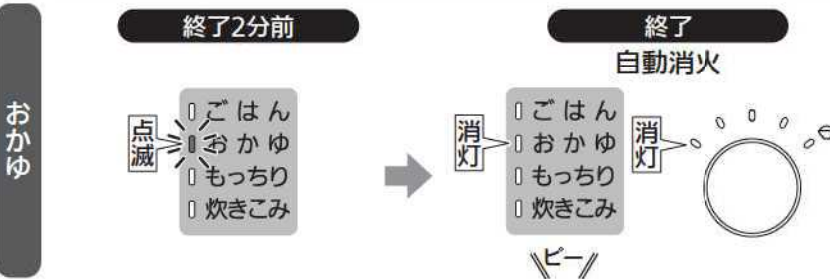 おかゆ
終了2分前
点滅
ごはん
おかゆ
もっちり
炊きこみ
終了
自動消火
消灯
ごはん
おかゆ
もっちり
炊きこみ
消灯
ピー